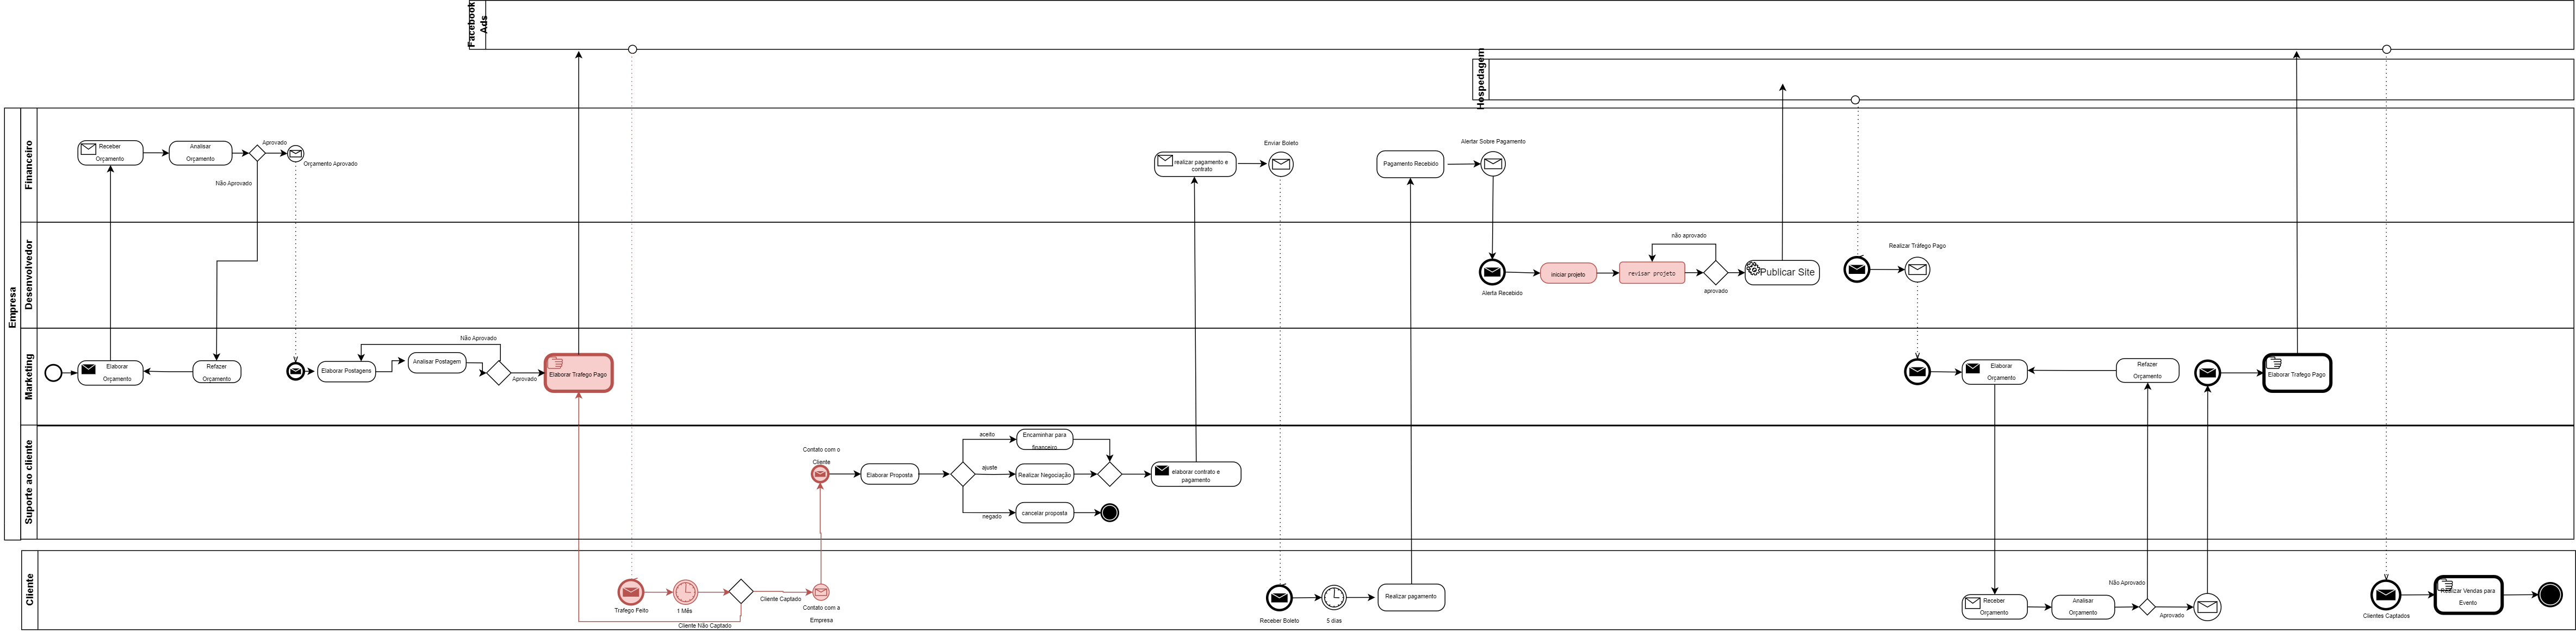 Facebook
Ads
Hospedagem
Empresa
Financeiro
Receber
Orçamento
Analisar
Orçamento
Aprovado
Não Aprovado
Orçamento Aprovado
realizar pagamento e
contrato
Enviar Boleto
Pagamento Recebido
Alertar Sobre Pagamento
Desenvolvedor
Alerta Recebido
iniciar projeto
revisar projeto
não aprovado
aprovado
Publicar Site
Realizar Tráfego Pago
Marketing
Elaborar
Orçamento
Refazer
Orçamento
Elaborar Postagens
Analisar Postagem
Não Aprovado
Aprovado
Elaborar Trafego Pago
Elaborar
Orçamento
Refazer
Orçamento
Elaborar Trafego Pago
Suporte ao cliente
Contato com o
Cliente
Elaborar Proposta
aceito
Encaminhar para
financeiro
ajuste
Realizar Negociação
negado
cancelar proposta
elaborar contrato e
pagamento
Cliente
Trafego Feito
1 Mês
Cliente Captado
Cliente Não Captado
Contato com a
Empresa
Receber Boleto
5 dias
Realizar pagamento
Receber
Orçamento
Analisar
Orçamento
Não Aprovado
Aprovado
Clientes Captados
Realizar Vendas para
Evento